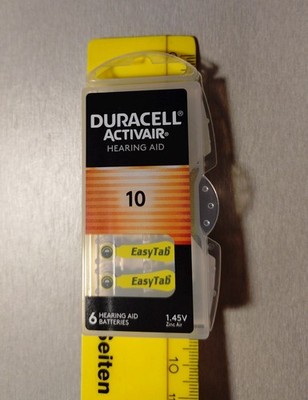 DURACELL®
ACTIVAIR®
HEARING AID
10
EasyTab®
EasyTab®
6 HEARING AID
BATTERIES
1.45V
Zinc Air
Seiten
10